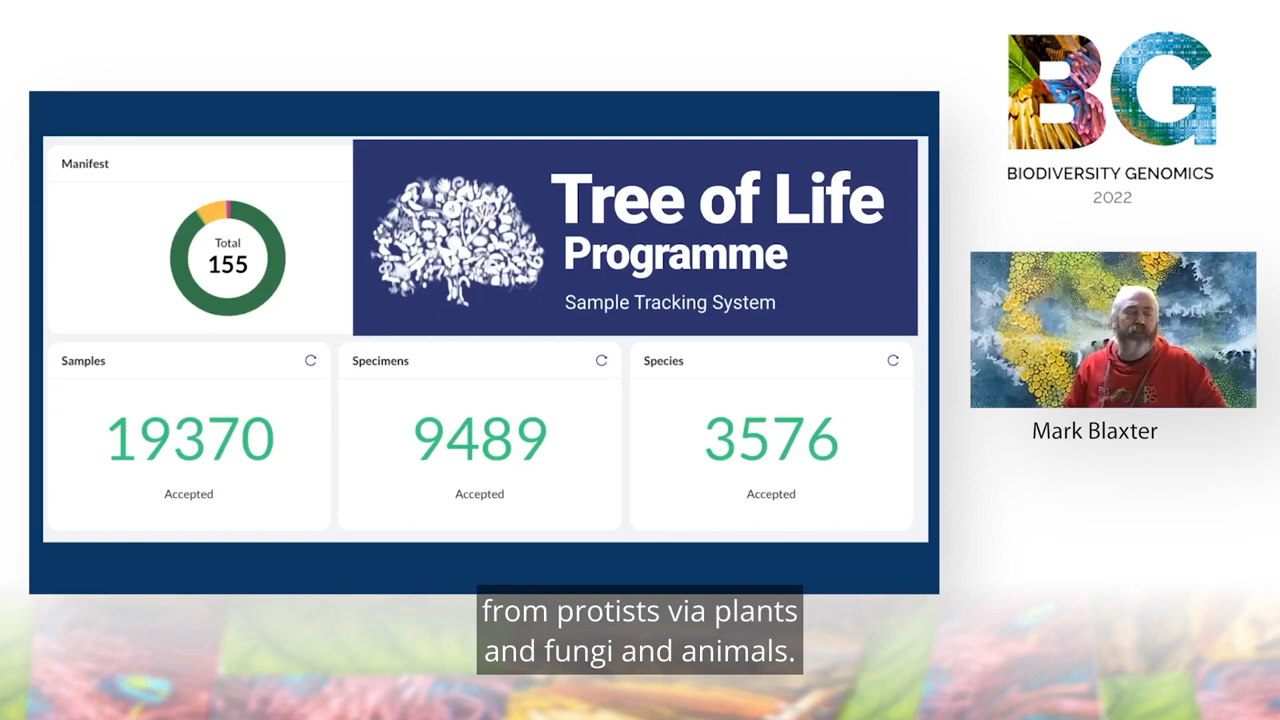 BG
BIODIVERSITY GENOMICS
2022
Manifest
Total
155
Tree of Life
Programme
Sample Tracking System
Samples
19370
Accepted
Specimens
9489
Accepted
Species
3576
Accepted
Mark Blaxter
from protists via plants
and fungi and animals.